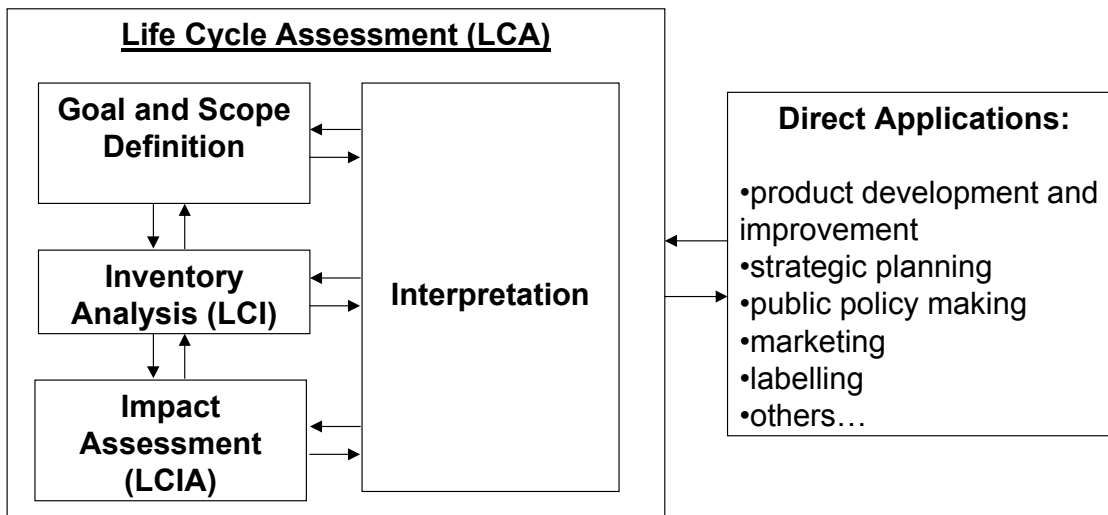 Life Cycle Assessment (LCA)
Goal and Scope
Definition
Inventory
Analysis (LCI)
Impact
Assessment
(LCIA)
Interpretation
Direct Applications:
•product development and
improvement
•strategic planning
•public policy making
•marketing
•labelling
•others…